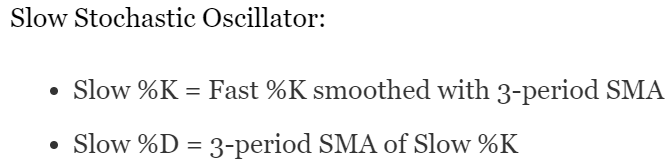 Slow Stochastic Oscillator:
• Slow %K = Fast %K smoothed with 3-period SMA
• Slow %D = 3-period SMA of Slow %K